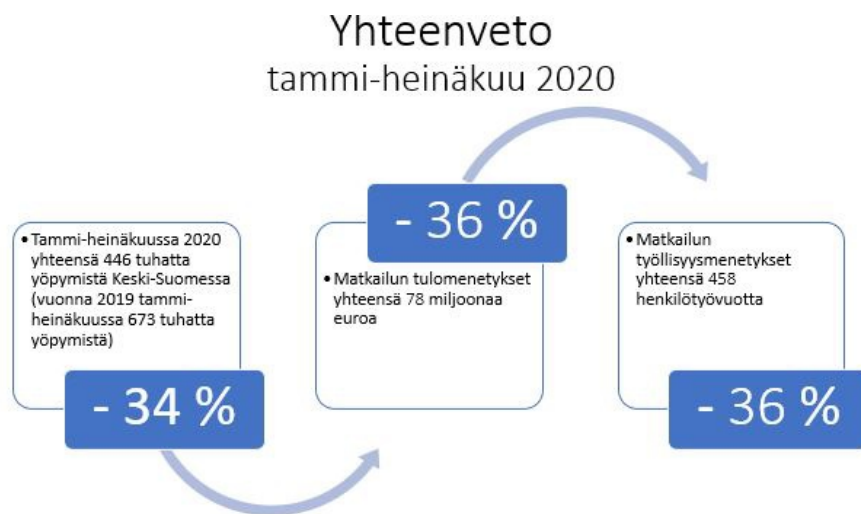 Yhteenveto
tammi-heinäkuu 2020
• Tammi-heinäkuussa 2020
yhteensä 446 tuhatta
yöpymistä Keski-Suomessa
(vuonna 2019 tammi-
heinäkuussa 673 tuhatta
yöpymistä)
- 34 %
- 36 %
• Matkailun tulomenetykset
yhteensä 78 miljoonaa
euroa
• Matkailun
työllisyysmenetykset
yhteensä 458
henkilötyövuotta
- 36 %